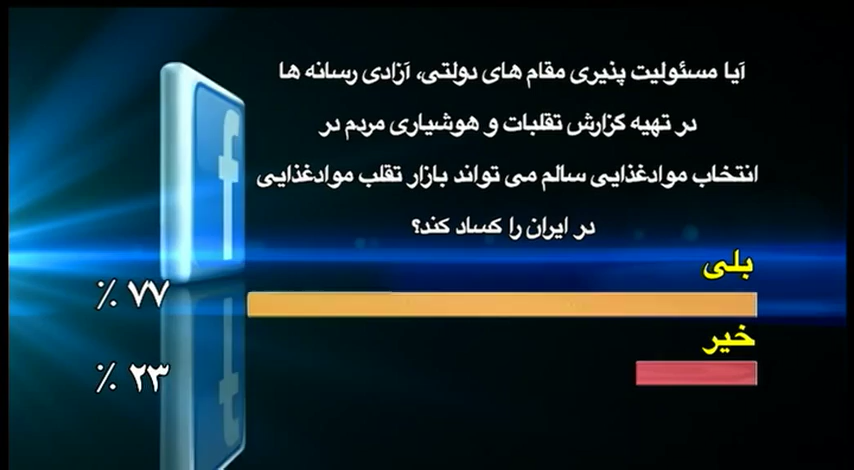 آیا مسئولیت پذیری مقام های دولتی، آزادی رسانه ها
در تهیه گزارش تقلبات و هوشیاری مردم در
انتخاب موادغذایی سالم می تواند بازار تقلب موادغذایی
در ایران را کساد کند؟
بلی
٪ ۷۷
خیر
٪ ۲۳
f